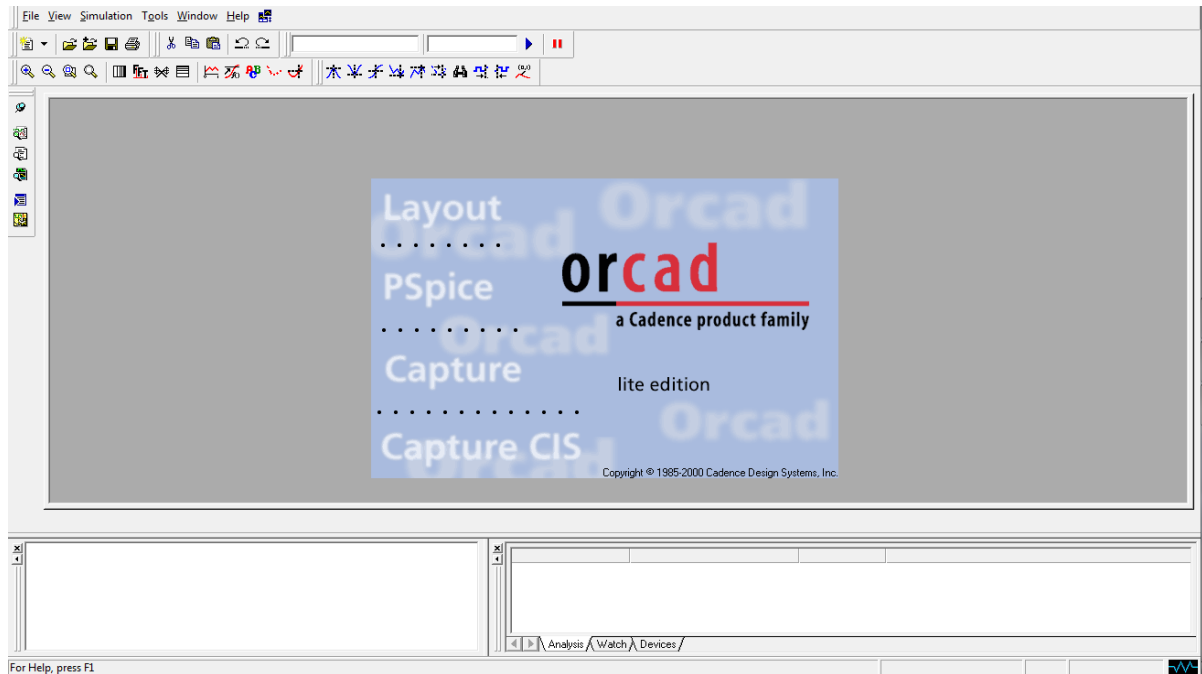 File View Simulation Tools Window Help
Layout
Orcad
Orcad
orcad
PSpice
a Cadence product family
Orcad
Capture
lite edition
Orcad
Capture CIS
Orcad
Copyright © 1985-2000 Cadence Design Systems, Inc.
Analysis Watch Devices
For Help, press F1